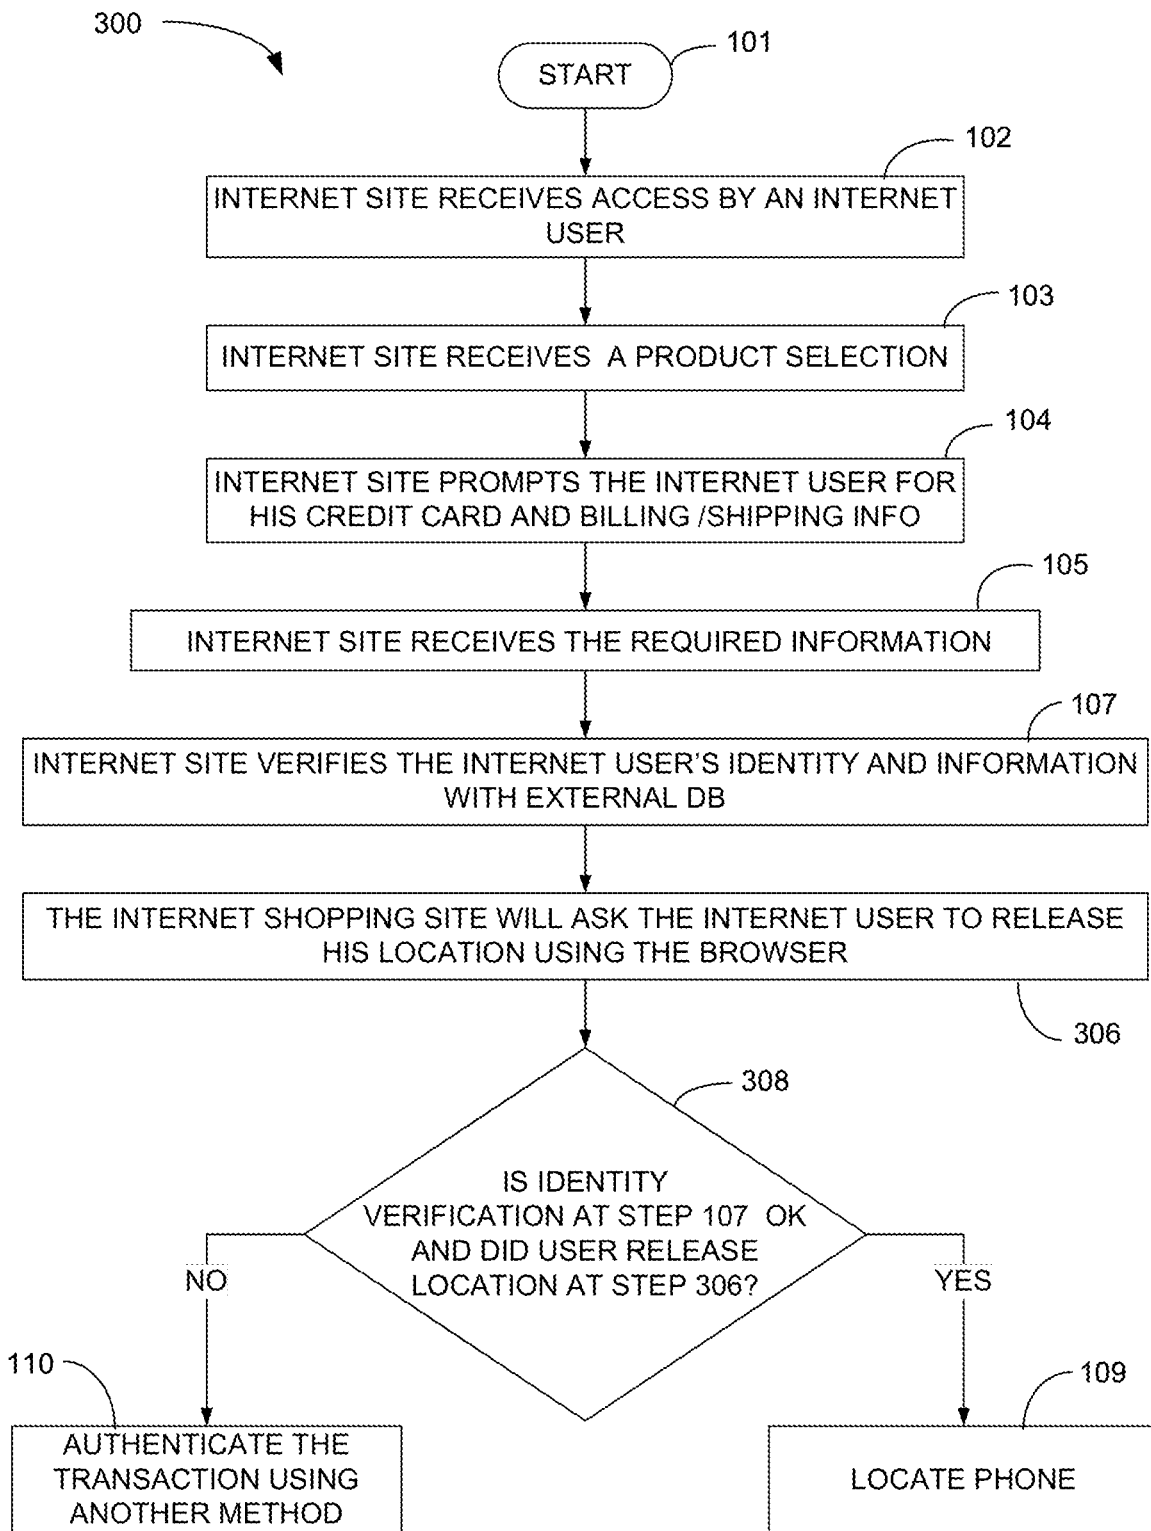 300
START
101
102
INTERNET SITE RECEIVES ACCESS BY AN INTERNET
USER
103
INTERNET SITE RECEIVES A PRODUCT SELECTION
104
INTERNET SITE PROMPTS THE INTERNET USER FOR
HIS CREDIT CARD AND BILLING /SHIPPING INFO
105
INTERNET SITE RECEIVES THE REQUIRED INFORMATION
107
INTERNET SITE VERIFIES THE INTERNET USER'S IDENTITY AND INFORMATION
WITH EXTERNAL DB
THE INTERNET SHOPPING SITE WILL ASK THE INTERNET USER TO RELEASE
HIS LOCATION USING THE BROWSER
306
308
IS IDENTITY
VERIFICATION AT STEP 107 OK
AND DID USER RELEASE
LOCATION AT STEP 306?
NO
YES
110
109
AUTHENTICATE THE
TRANSACTION USING
ANOTHER METHOD
LOCATE PHONE